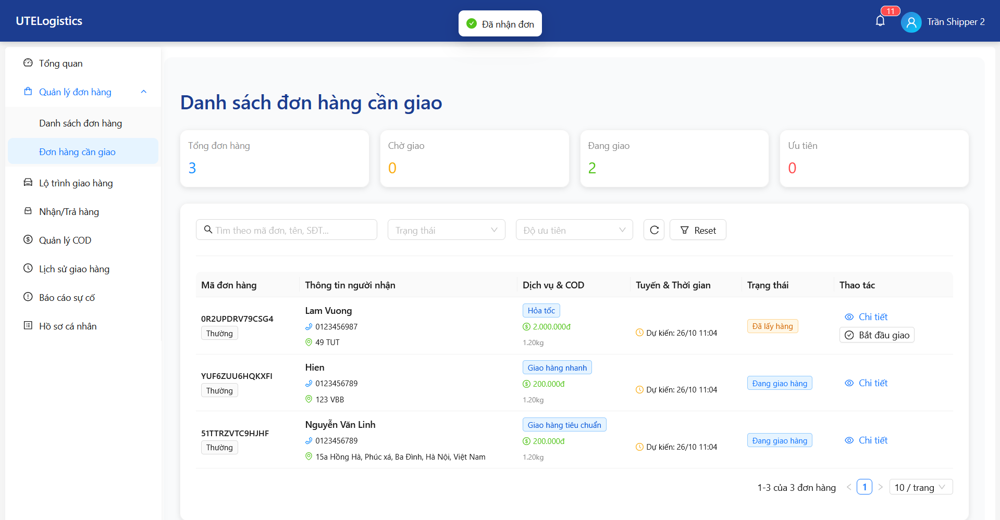 UTELogistics
Đã nhận đơn
11
Trần Shipper 2
Tổng quan
Quản lý đơn hàng
Danh sách đơn hàng
Đơn hàng cần giao
Lộ trình giao hàng
Nhận/Trả hàng
Quản lý COD
Lịch sử giao hàng
Báo cáo sự cố
Hồ sơ cá nhân
Danh sách đơn hàng cần giao
Tổng đơn hàng
3
Chờ giao
0
Đang giao
2
Ưu tiên
0
Tìm theo mã đơn, tên, SĐT...
Trạng thái
Độ ưu tiên
Reset
Mã đơn hàng
Thông tin người nhận
Dịch vụ & COD
Tuyến & Thời gian
Trạng thái
Thao tác
0R2UPDRV79CSG4
Thường
Lam Vuong
0123456987
49 TUT
Hỏa tốc
2.000.000đ
1.20kg
Dự kiến: 26/10 11:04
Đã lấy hàng
Chi tiết
Bắt đầu giao
YUF6ZUU6HQKXFI
Thường
Hien
0123456789
123 VBB
Giao hàng nhanh
200.000đ
1.20kg
Dự kiến: 26/10 11:04
Đang giao hàng
Chi tiết
51TTRZVTC9HJHF
Thường
Nguyễn Văn Linh
0123456789
15a Hồng Hà, Phúc xá, Ba Đình, Hà Nội, Việt Nam
Giao hàng tiêu chuẩn
200.000đ
1.20kg
Dự kiến: 26/10 11:04
Đang giao hàng
Chi tiết
1-3 của 3 đơn hàng
1
10 / trang